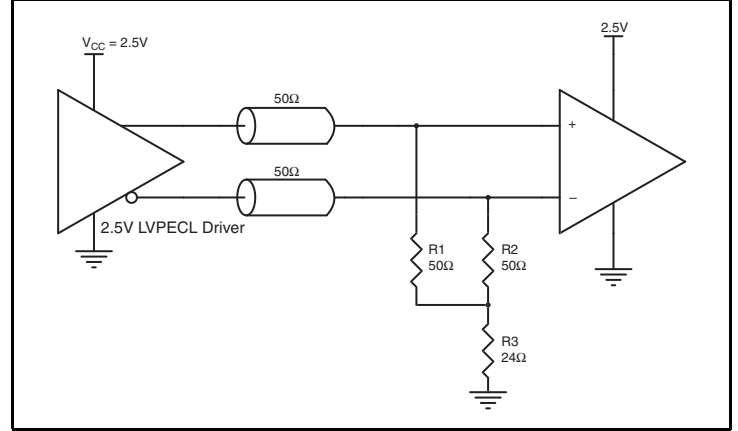 V_CC = 2.5V
2.5V
50Ω
50Ω
+
–
2.5V LVPECL Driver
R1
50Ω
R2
50Ω
R3
24Ω